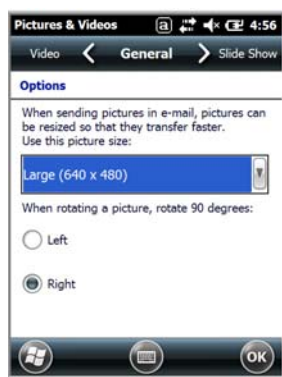 Pictures & Videos a 4:56
Video General Slide Show
Options
When sending pictures in e-mail, pictures can
be resized so that they transfer faster.
Use this picture size:
Large (640 x 480)
When rotating a picture, rotate 90 degrees:
Left
Right
OK